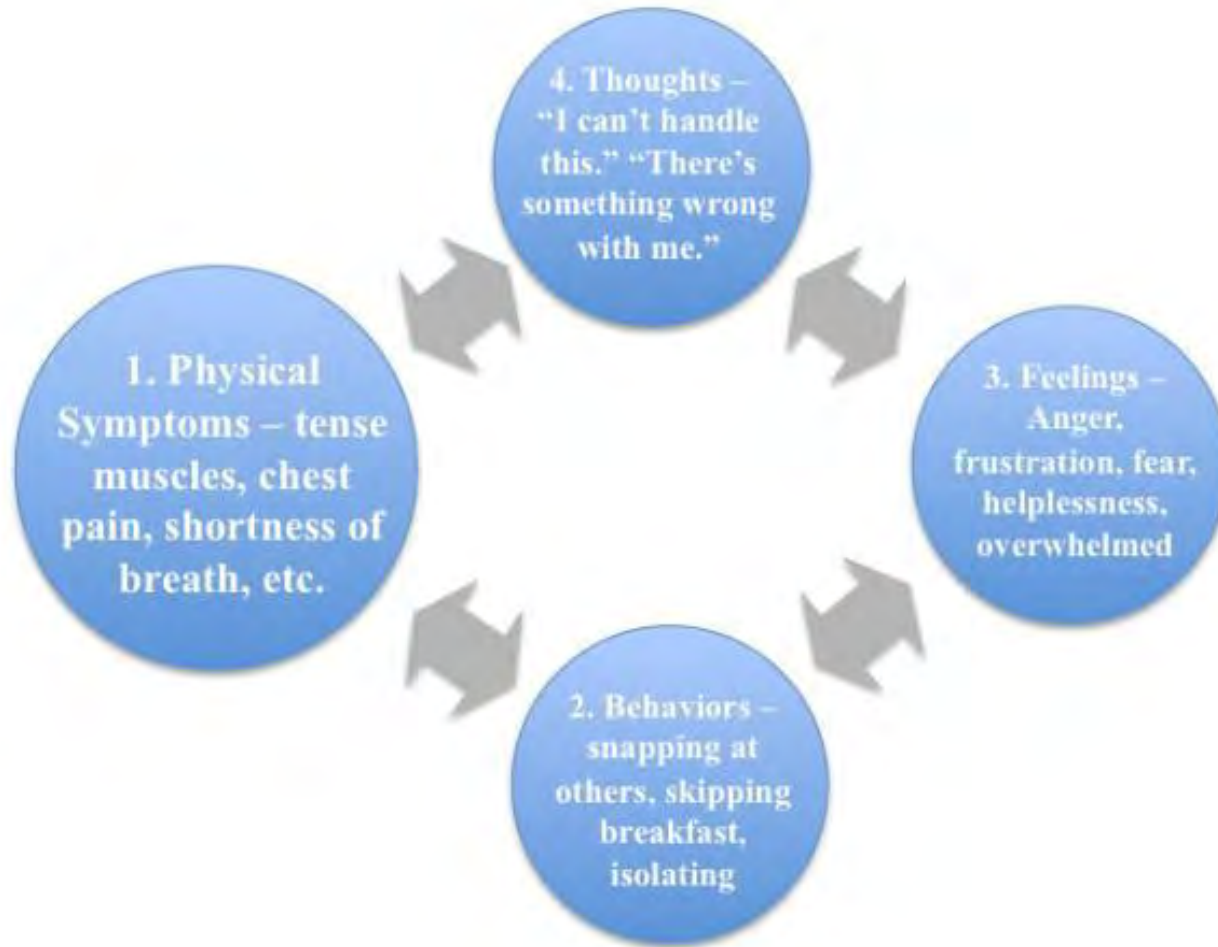 1. Physical
Symptoms – tense
muscles, chest
pain, shortness of
breath, etc.
2. Behaviors –
snapping at
others, skipping
breakfast,
isolating
3. Feelings –
Anger,
frustration, fear,
helplessness,
overwhelmed
4. Thoughts –
“I can’t handle
this.” “There’s
something wrong
with me.”